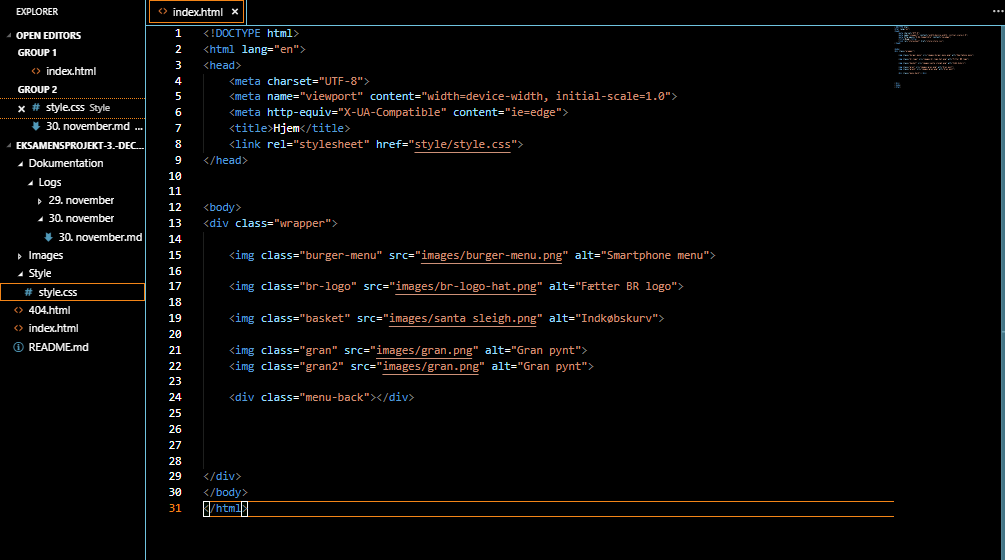 EXPLORER
OPEN EDITORS
GROUP 1
index.html
GROUP 2
style.css Style
30. november.md ...
EKSAMENSPROJEKT-3.-DEC...
Dokumentation
Logs
29. november
30. november
30. november.md
Images
Style
style.css
404.html
index.html
README.md
index.html
1 <!DOCTYPE html>
2 <html lang="en">
3 <head>
4 <meta charset="UTF-8">
5 <meta name="viewport" content="width=device-width, initial-scale=1.0">
6 <meta http-equiv="X-UA-Compatible" content="ie=edge">
7 <title>Hjem</title>
8 <link rel="stylesheet" href="style/style.css">
9 </head>
10
11
12 <body>
13 <div class="wrapper">
14
15 <img class="burger-menu" src="images/burger-menu.png" alt="Smartphone menu">
16
17 <img class="br-logo" src="images/br-logo-hat.png" alt="Fætter BR logo">
18
19 <img class="basket" src="images/santa sleigh.png" alt="Indkøbskurv">
20
21 <img class="gran" src="images/gran.png" alt="Gran pynt">
22 <img class="gran2" src="images/gran.png" alt="Gran pynt">
23
24 <div class="menu-back"></div>
25
26
27
28
29 </div>
30 </body>
31 </html>